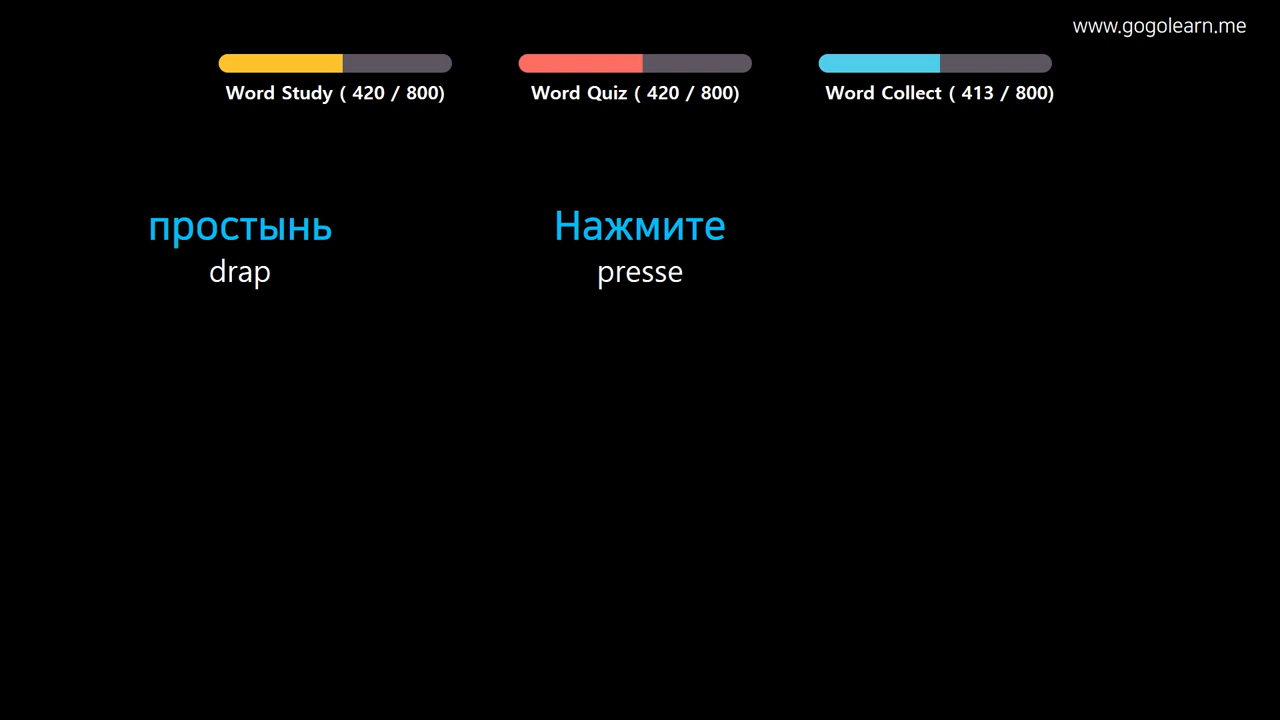 www.gogolearn.me
Word Study ( 420 / 800)
Word Quiz ( 420 / 800)
Word Collect ( 413 / 800)
простынь
drap
Нажмите
presse